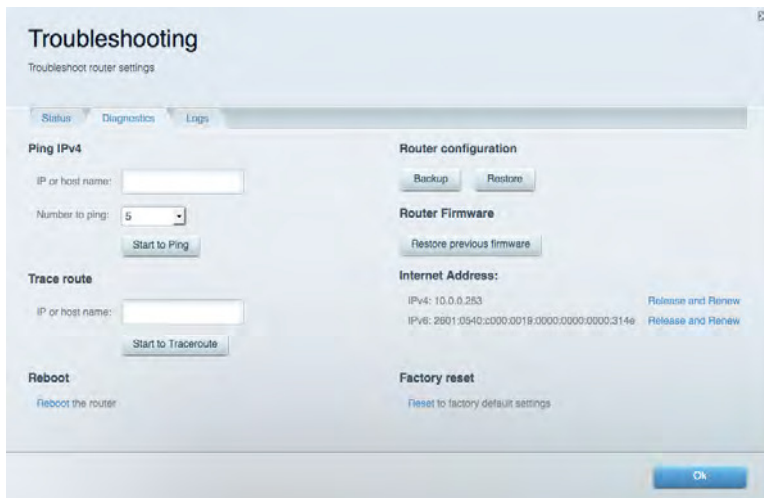 Troubleshooting
Troubleshoot router settings
Status
Diagnostics
Logs
Ping IPv4
IP or host name:
Number to ping: 5
Start to Ping
Trace route
IP or host name:
Start to Traceroute
Reboot
Reboot the router
Router configuration
Backup
Restore
Router Firmware
Restore previous firmware
Internet Address:
IPv4: 10.0.0.253
Release and Renew
IPv6: 2601:0540:c000:0019:0000:0000:0000:314e
Release and Renew
Factory reset
Reset to factory default settings
Ok